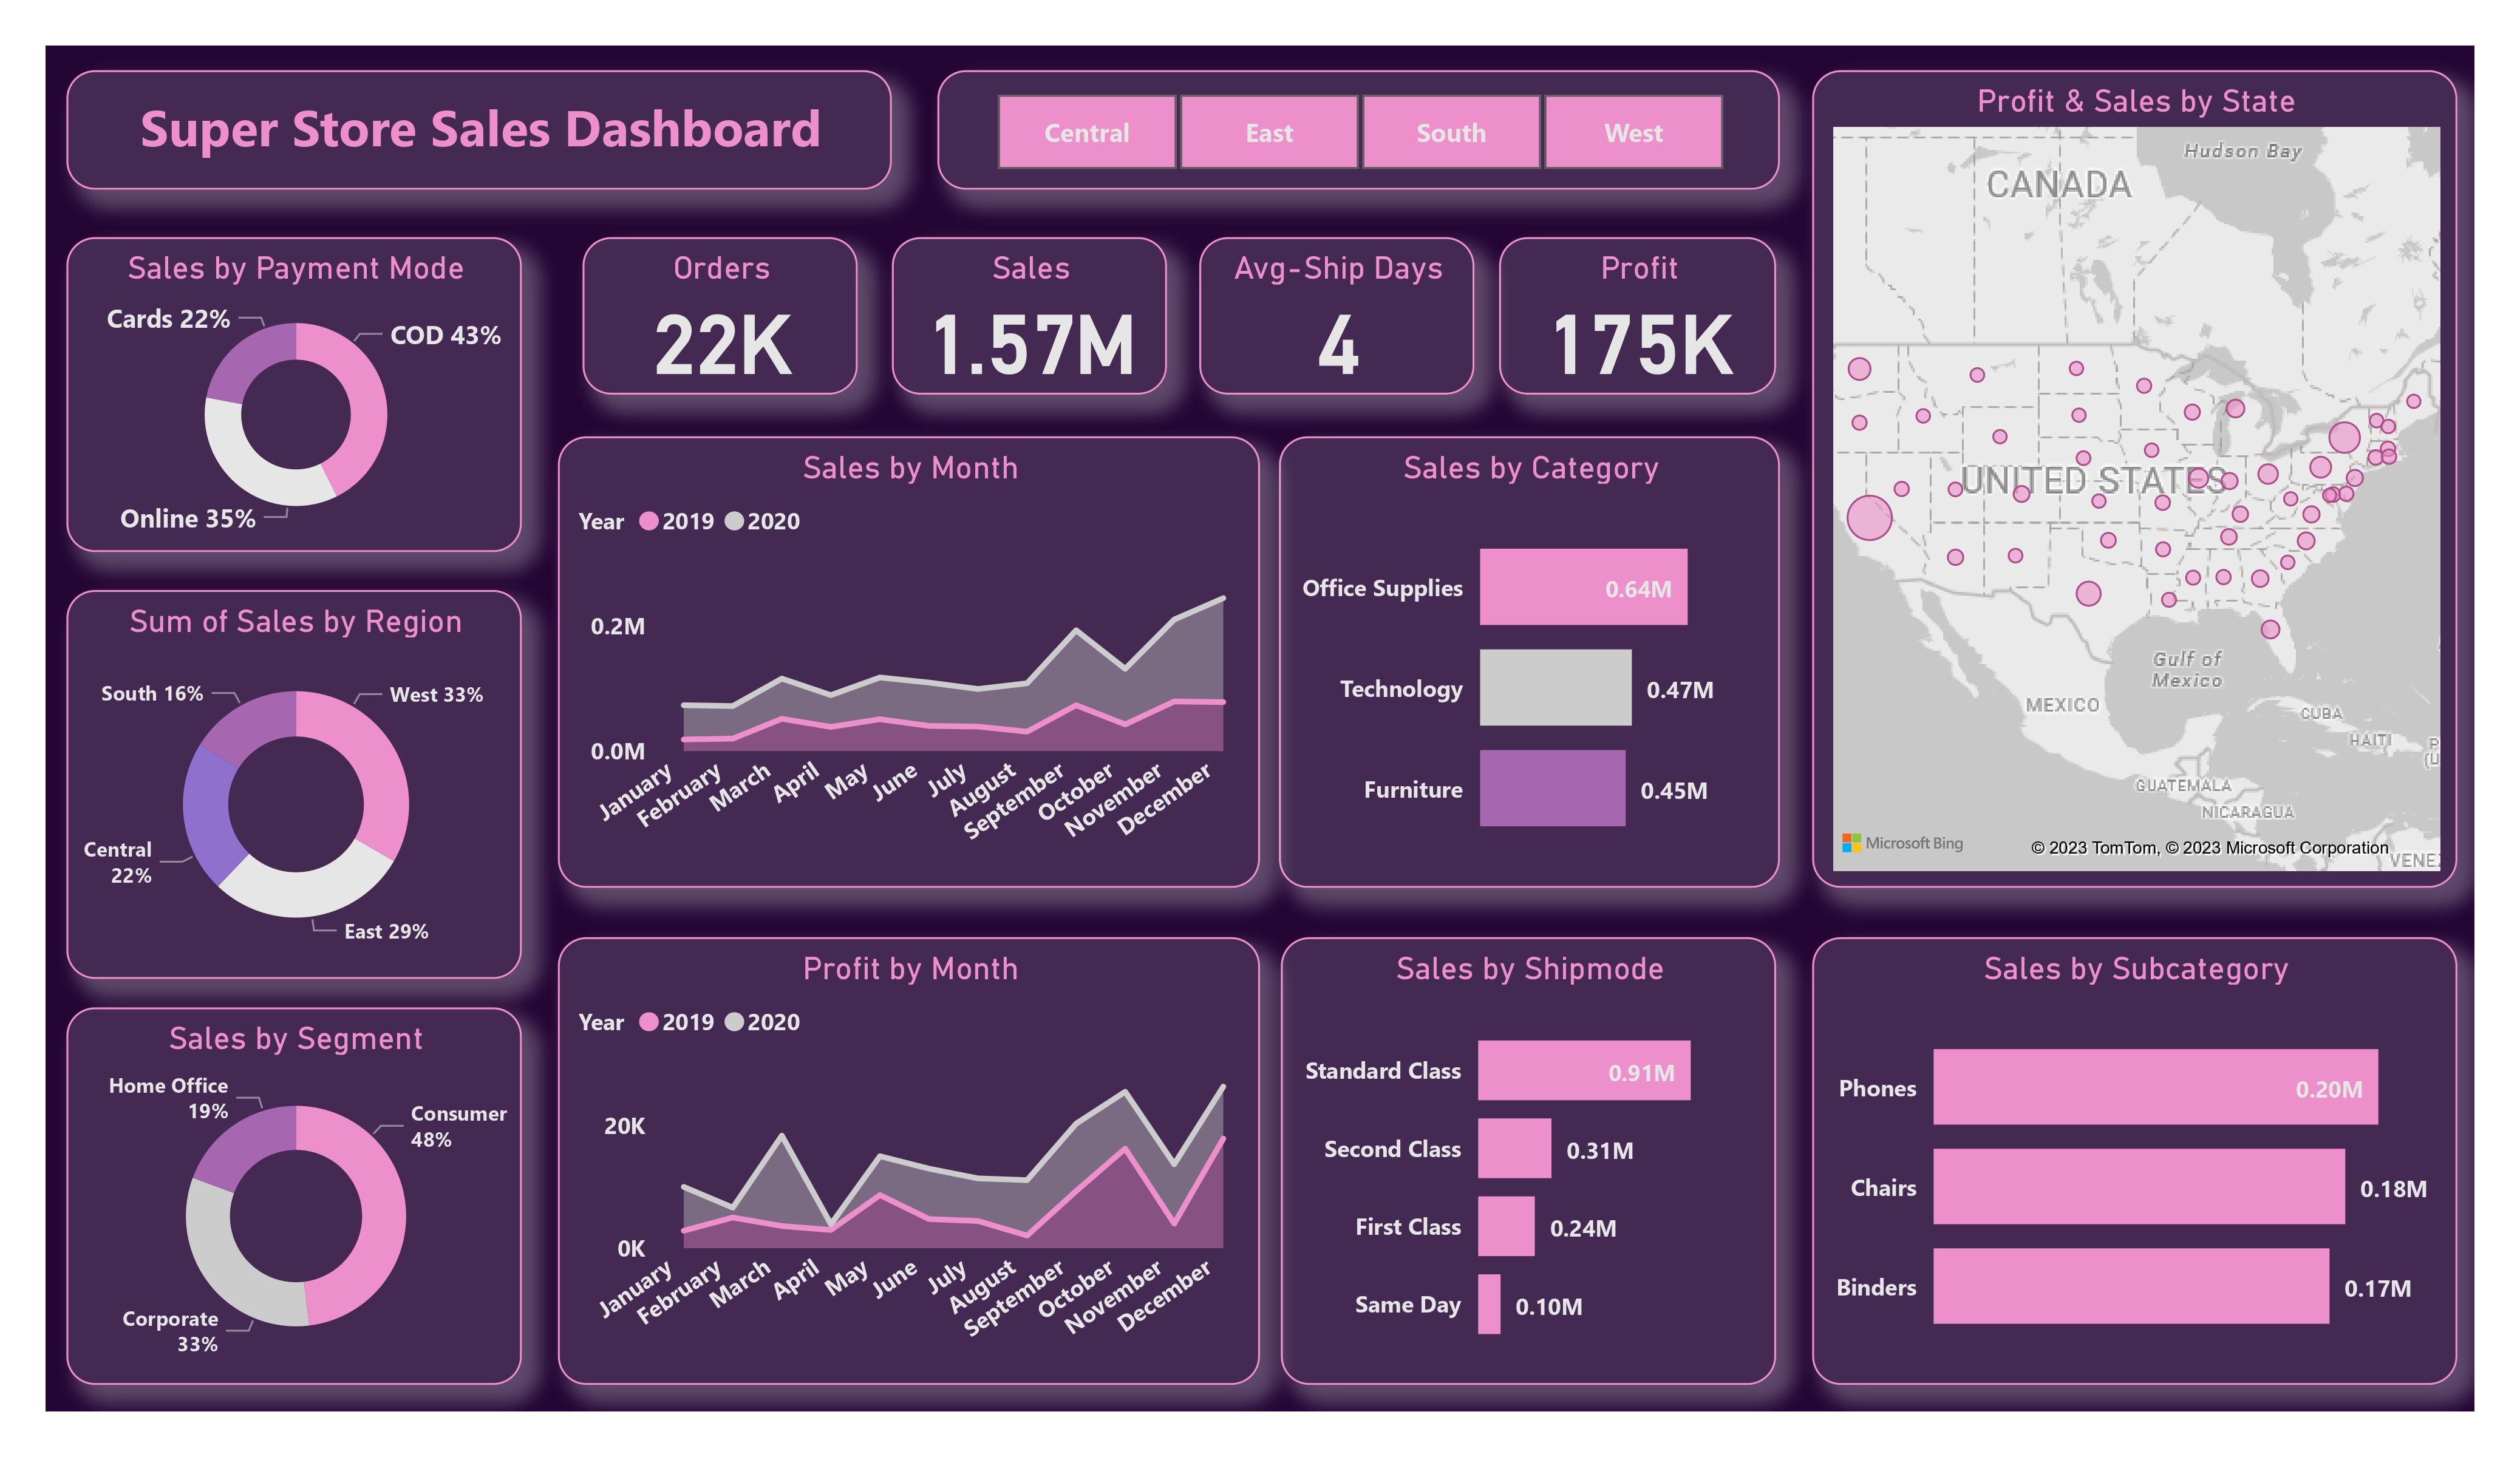 Super Store Sales Dashboard
Central
East
South
West
Profit & Sales by State
CANADA
Hudson Bay
UNITED STATES
Gulf of
Mexico
MEXICO
CUBA
HAITI
GUATEMALA
NICARAGUA
Microsoft Bing
© 2023 TomTom, © 2023 Microsoft Corporation
Sales by Payment Mode
Cards 22%
COD 43%
Online 35%
Orders
22K
Sales
1.57M
Avg-Ship Days
4
Profit
175K
Sum of Sales by Region
South 16%
West 33%
Central
22%
East 29%
Sales by Month
Year 2019 2020
0.2M
0.0M
January
February
March
April
May
June
July
August
September
October
November
December
Sales by Category
Office Supplies 0.64M
Technology 0.47M
Furniture 0.45M
Sales by Segment
Home Office
19%
Consumer
48%
Corporate
33%
Profit by Month
Year 2019 2020
20K
0K
January
February
March
April
May
June
July
August
September
October
November
December
Sales by Shipmode
Standard Class 0.91M
Second Class 0.31M
First Class 0.24M
Same Day 0.10M
Sales by Subcategory
Phones 0.20M
Chairs 0.18M
Binders 0.17M